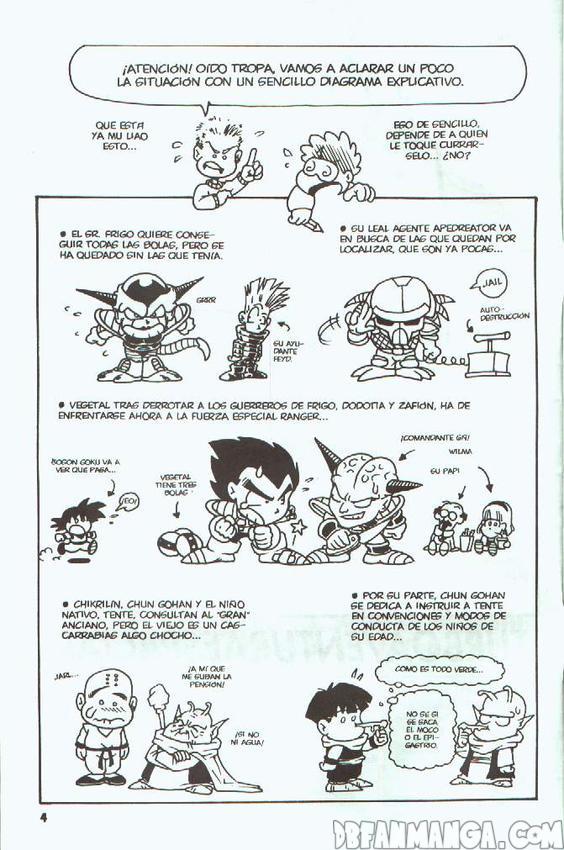 ¡ATENCIÓN! OIDO TROPA, VAMOS A ACLARAR UN POCO
LA SITUACIÓN CON UN SENCILLO DIAGRAMA EXPLICATIVO.
QUE ESTA
YA MU LIAO
ESTO...
ESO DE SENCILLO,
DEPENDE DE A QUIEN
LE TOQUE CURRAR-
SELO... ¿NO?
• EL SR. FRIGO QUIERE CONSE-
GUIR TODAS LAS BOLAS, PERO SE
HA QUEDADO SIN LAS QUE TENÍA.
• SU LEAL AGENTE APEDREATOR VA
EN BUSCA DE LAS QUE QUEDAN POR
LOCALIZAR, QUE SON YA POCAS...
GRRR
SU AYU-
DANTE
FEYD.
¡JAIL
AUTO-
DESTRUCCIÓN
• VEGETAL TRAS DERROTAR A LOS GUERREROS DE FRIGO, DODOTIA Y ZAFIÓN, HA DE
ENFRENTARSE AHORA A LA FUERZA ESPECIAL RANGER...
BOGON GOKU VA A
VER QUE PASA...
¡EO!
VEGETAL
TIENE TRES
BOLAS
¡COMANDANTE GÑ!
WILMA
SU PAPI
• CHIKRILÍN, CHUN GOHAN Y EL NIÑO
NATIVO, TENTE, CONSULTAN AL "GRAN"
ANCIANO, PERO EL VIEJO ES UN CAS-
CARRABIAS ALGO CHOCHO...
• POR SU PARTE, CHUN GOHAN
SE DEDICA A INSTRUIR A TENTE
EN CONVENCIONES Y MODOS DE
CONDUCTA DE LOS NIÑOS DE
SU EDAD...
JARL...
¡A MÍ QUE
ME SUBAN LA
PENSIÓN!
¡SI NO
NI AGUA!
COMO ES TODO VERDE...
NO SE SI
SE SACA
EL MOCO
O EL EPI-
GASTRIO.
4
DBFANMANGA.COM